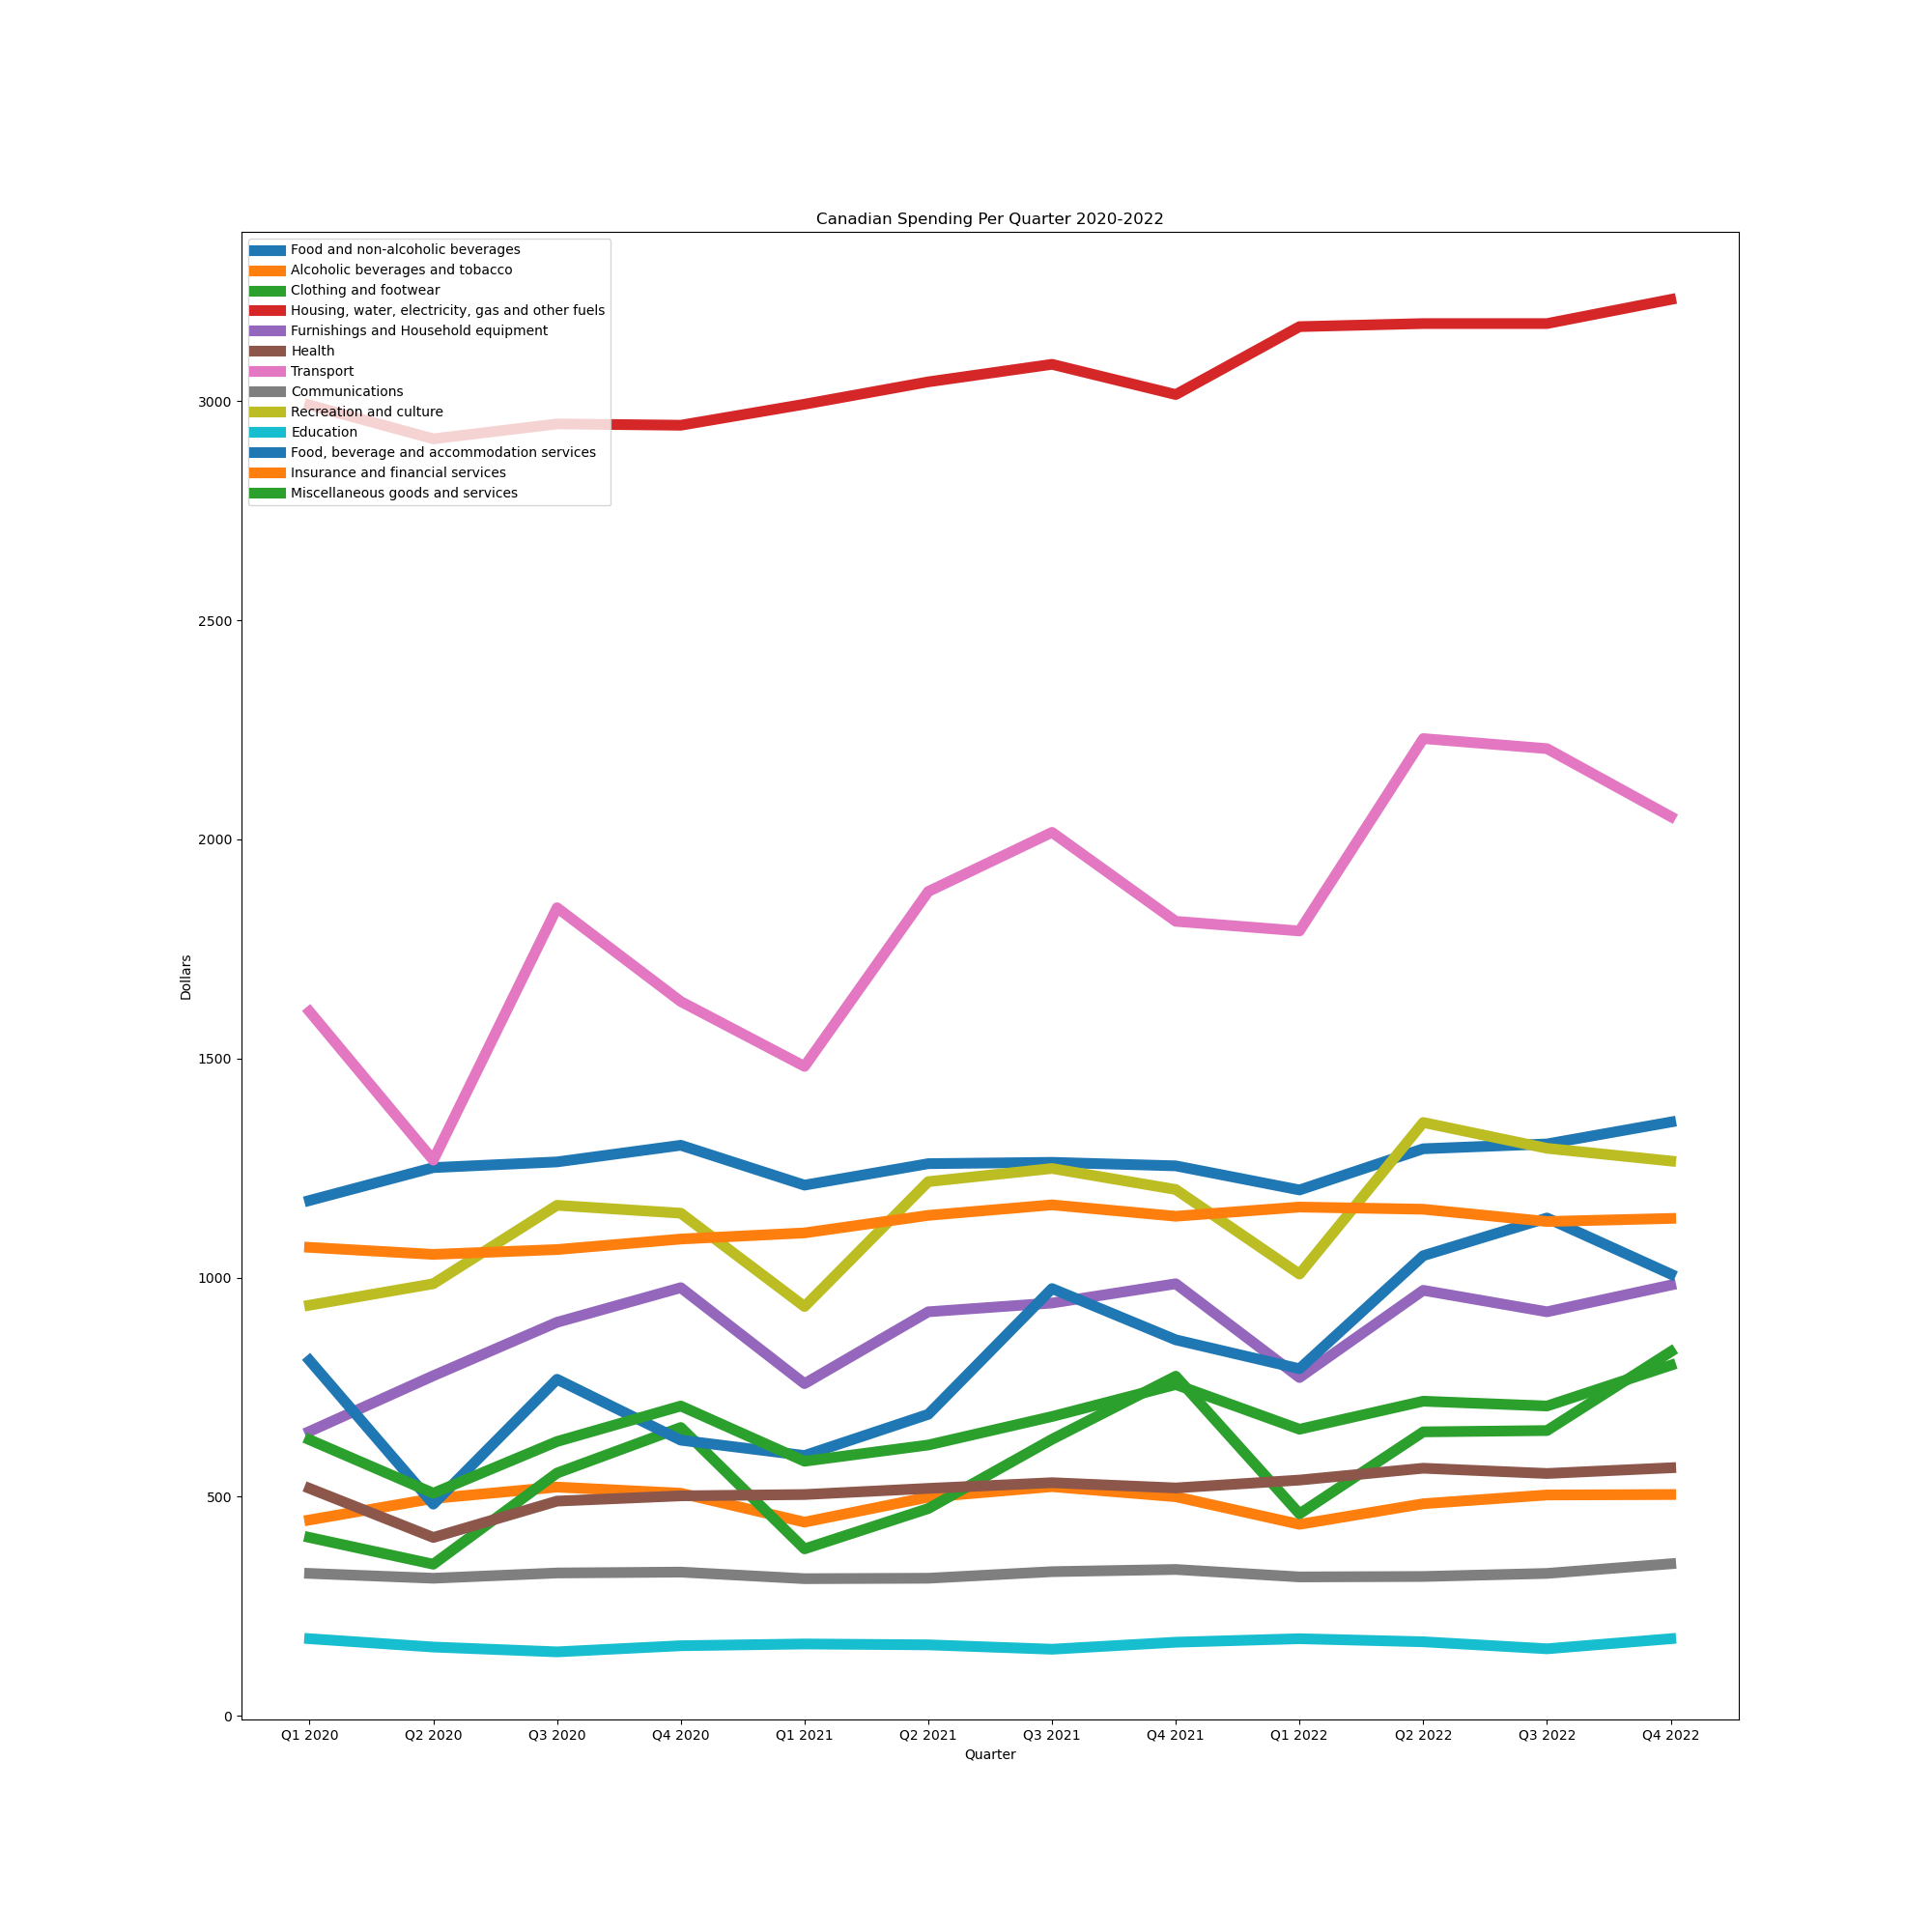 Canadian Spending Per Quarter 2020-2022
Food and non-alcoholic beverages
Alcoholic beverages and tobacco
Clothing and footwear
Housing, water, electricity, gas and other fuels
Furnishings and Household equipment
Health
Transport
Communications
Recreation and culture
Education
Food, beverage and accommodation services
Insurance and financial services
Miscellaneous goods and services
3000
2500
2000
1500
1000
500
0
Dollars
Q1 2020 Q2 2020 Q3 2020 Q4 2020 Q1 2021 Q2 2021 Q3 2021 Q4 2021 Q1 2022 Q2 2022 Q3 2022 Q4 2022
Quarter